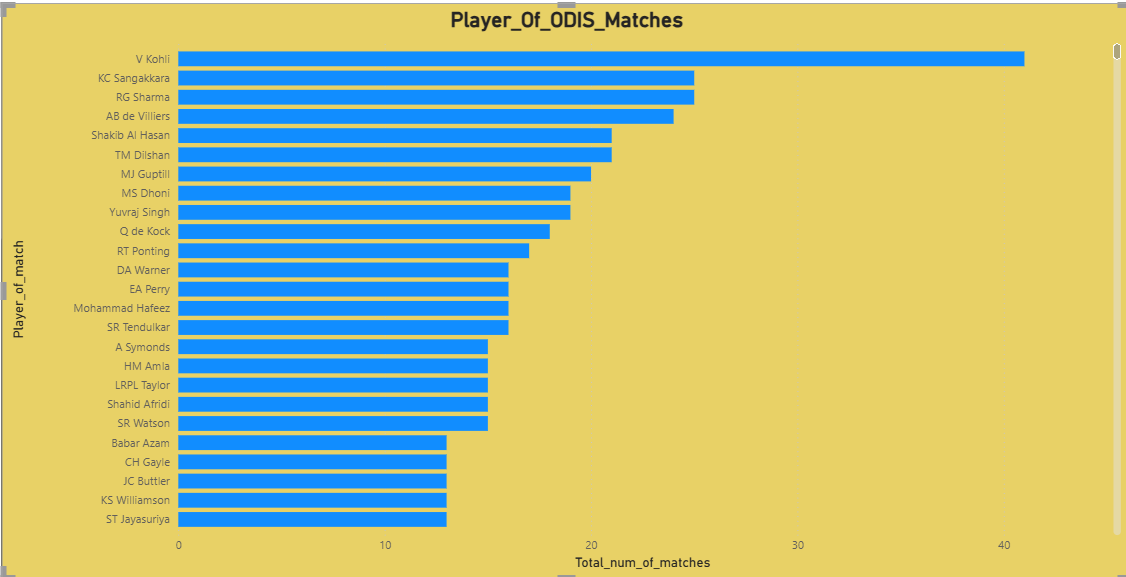 Player_Of_ODIS_Matches
Player_of_match
V Kohli
KC Sangakkara
RG Sharma
AB de Villiers
Shakib Al Hasan
TM Dilshan
MJ Guptill
MS Dhoni
Yuvraj Singh
Q de Kock
RT Ponting
DA Warner
EA Perry
Mohammad Hafeez
SR Tendulkar
A Symonds
HM Amla
LRPL Taylor
Shahid Afridi
SR Watson
Babar Azam
CH Gayle
JC Buttler
KS Williamson
ST Jayasuriya
0 10 20 30 40
Total_num_of_matches